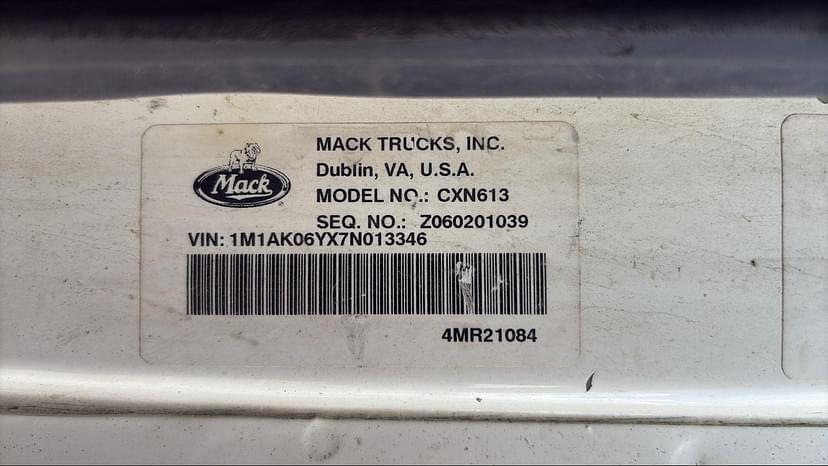 Mack
MACK TRUCKS, INC.
Dublin, VA, U.S.A.
MODEL NO.: CXN613
SEQ. NO.: Z060201039
VIN: 1M1AK06YX7N013346
4MR21084